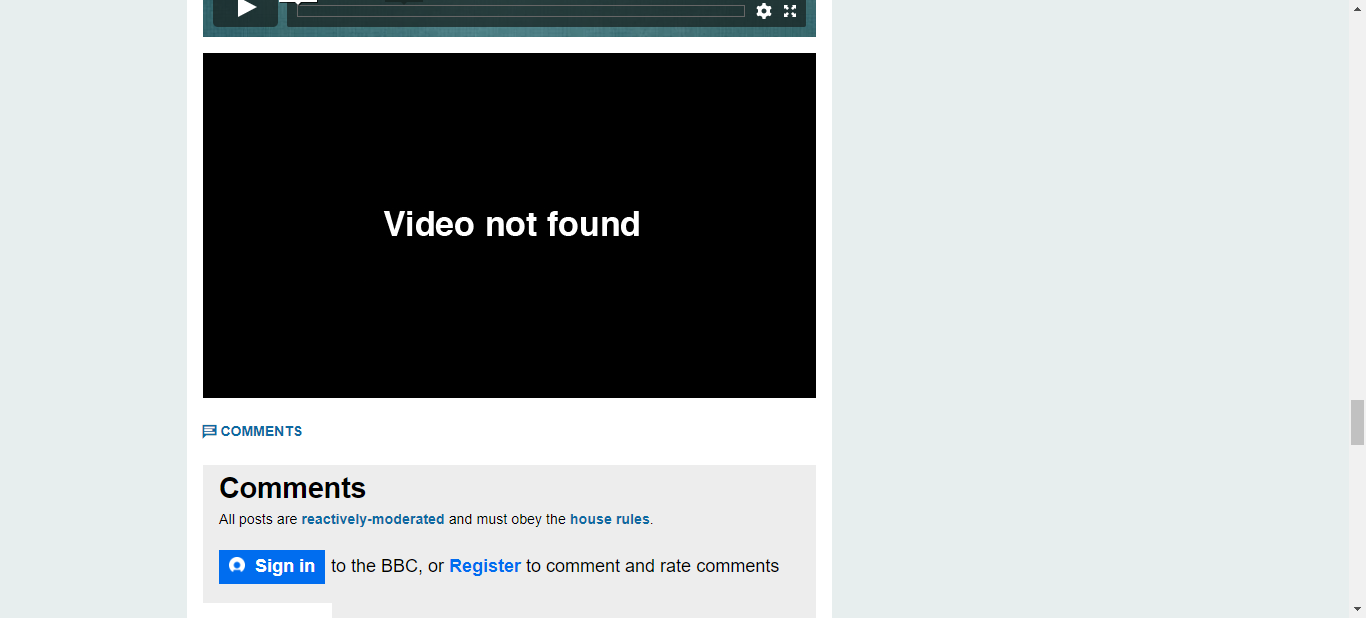 Video not found
COMMENTS
Comments
All posts are reactively-moderated and must obey the house rules.
Sign in to the BBC, or Register to comment and rate comments